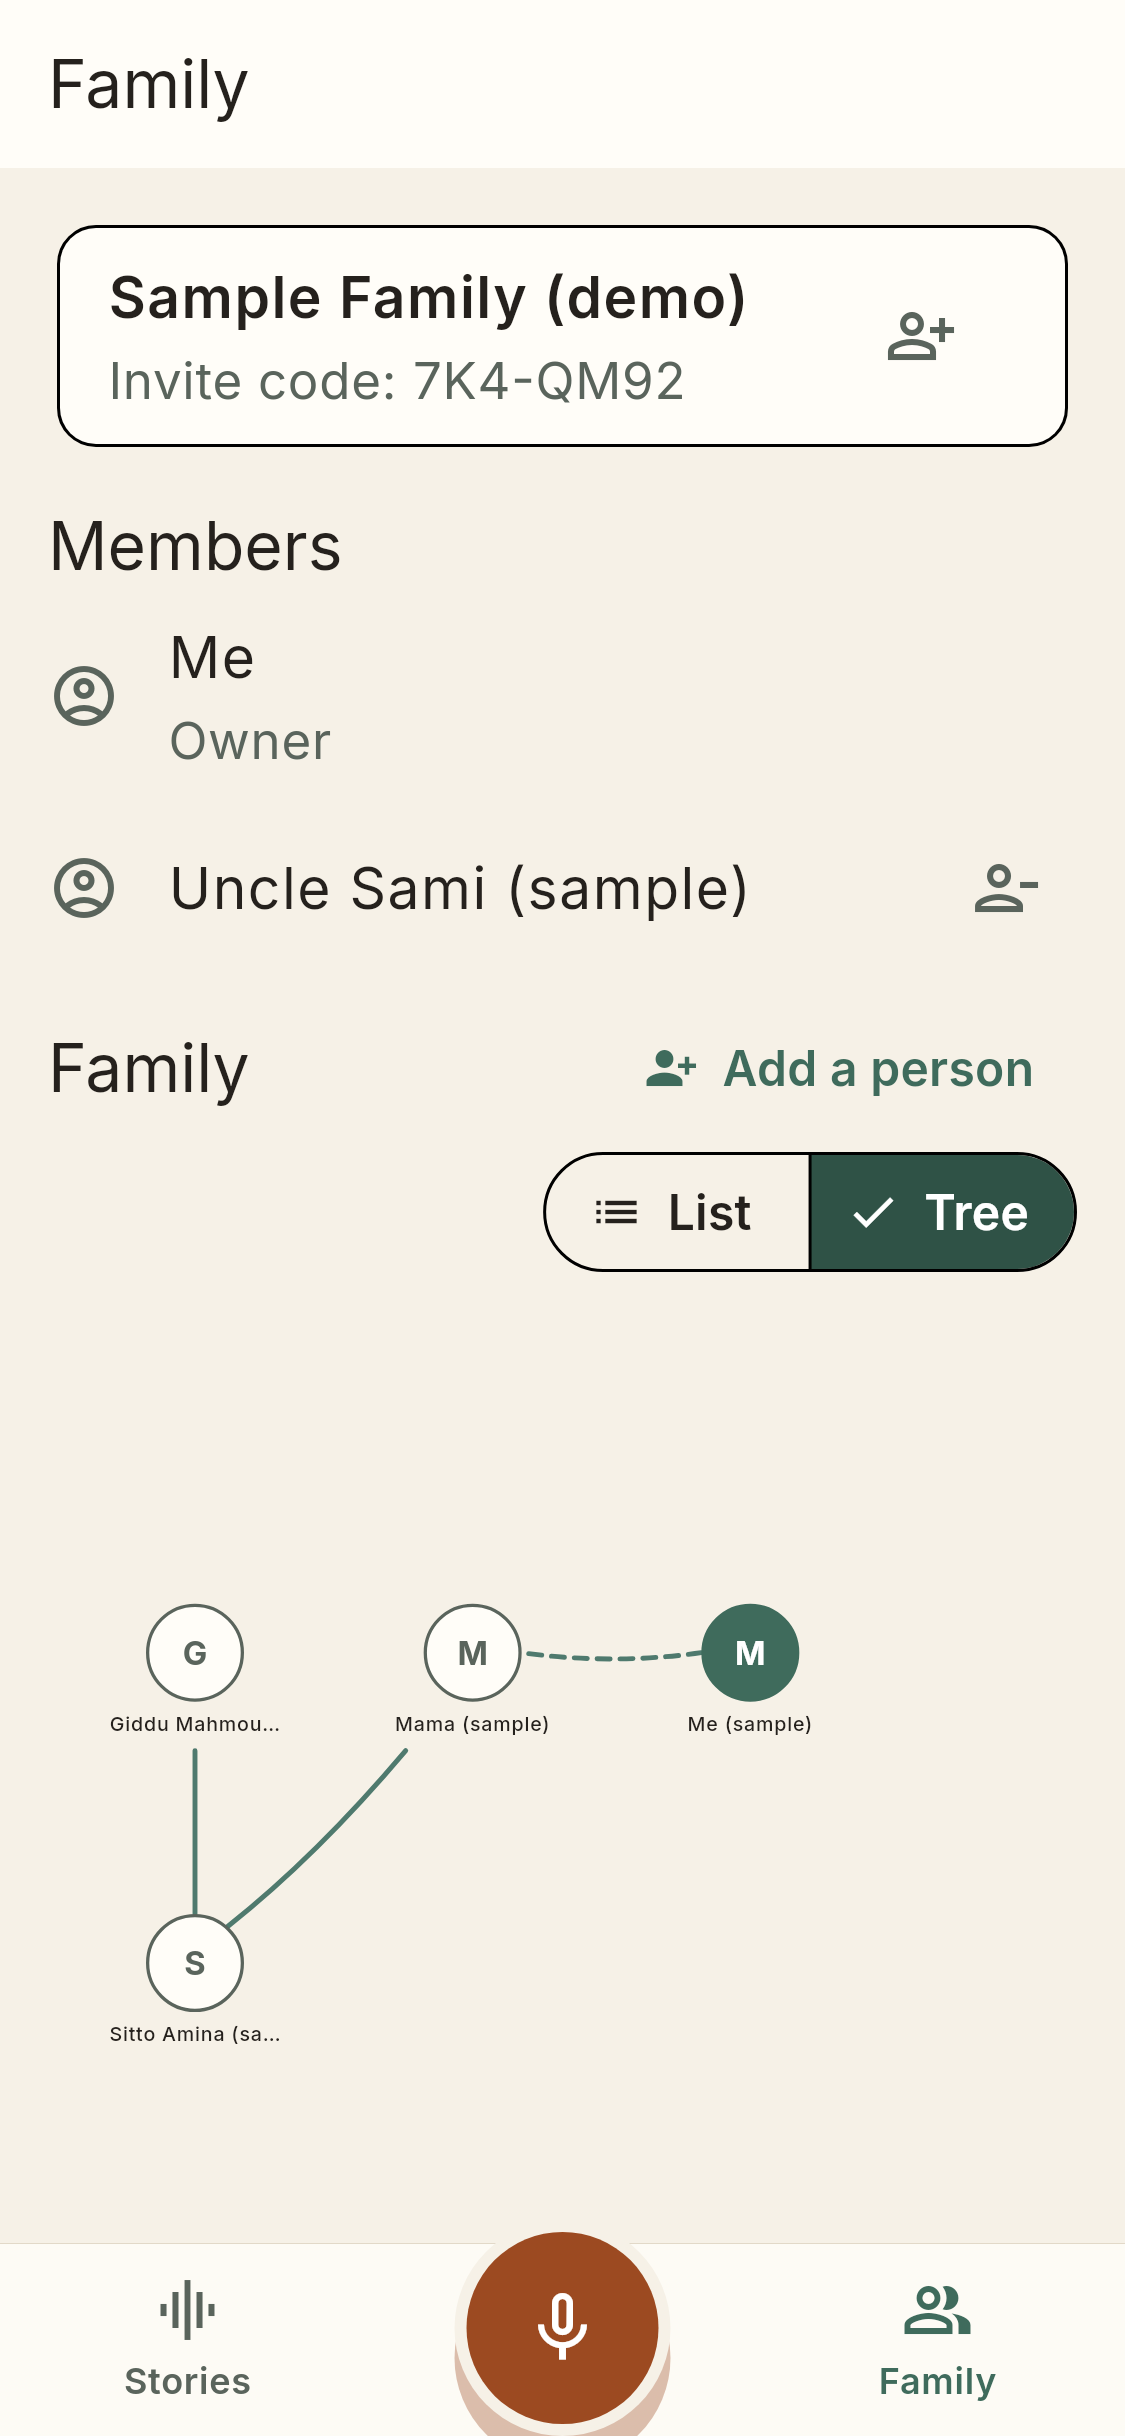 Family
Sample Family (demo)
Invite code: 7K4-QM92
Members
Me
Owner
Uncle Sami (sample)
Family
Add a person
List
Tree
G
M
M
Giddu Mahmou...
Mama (sample)
Me (sample)
S
Sitto Amina (sa...
Stories
Family